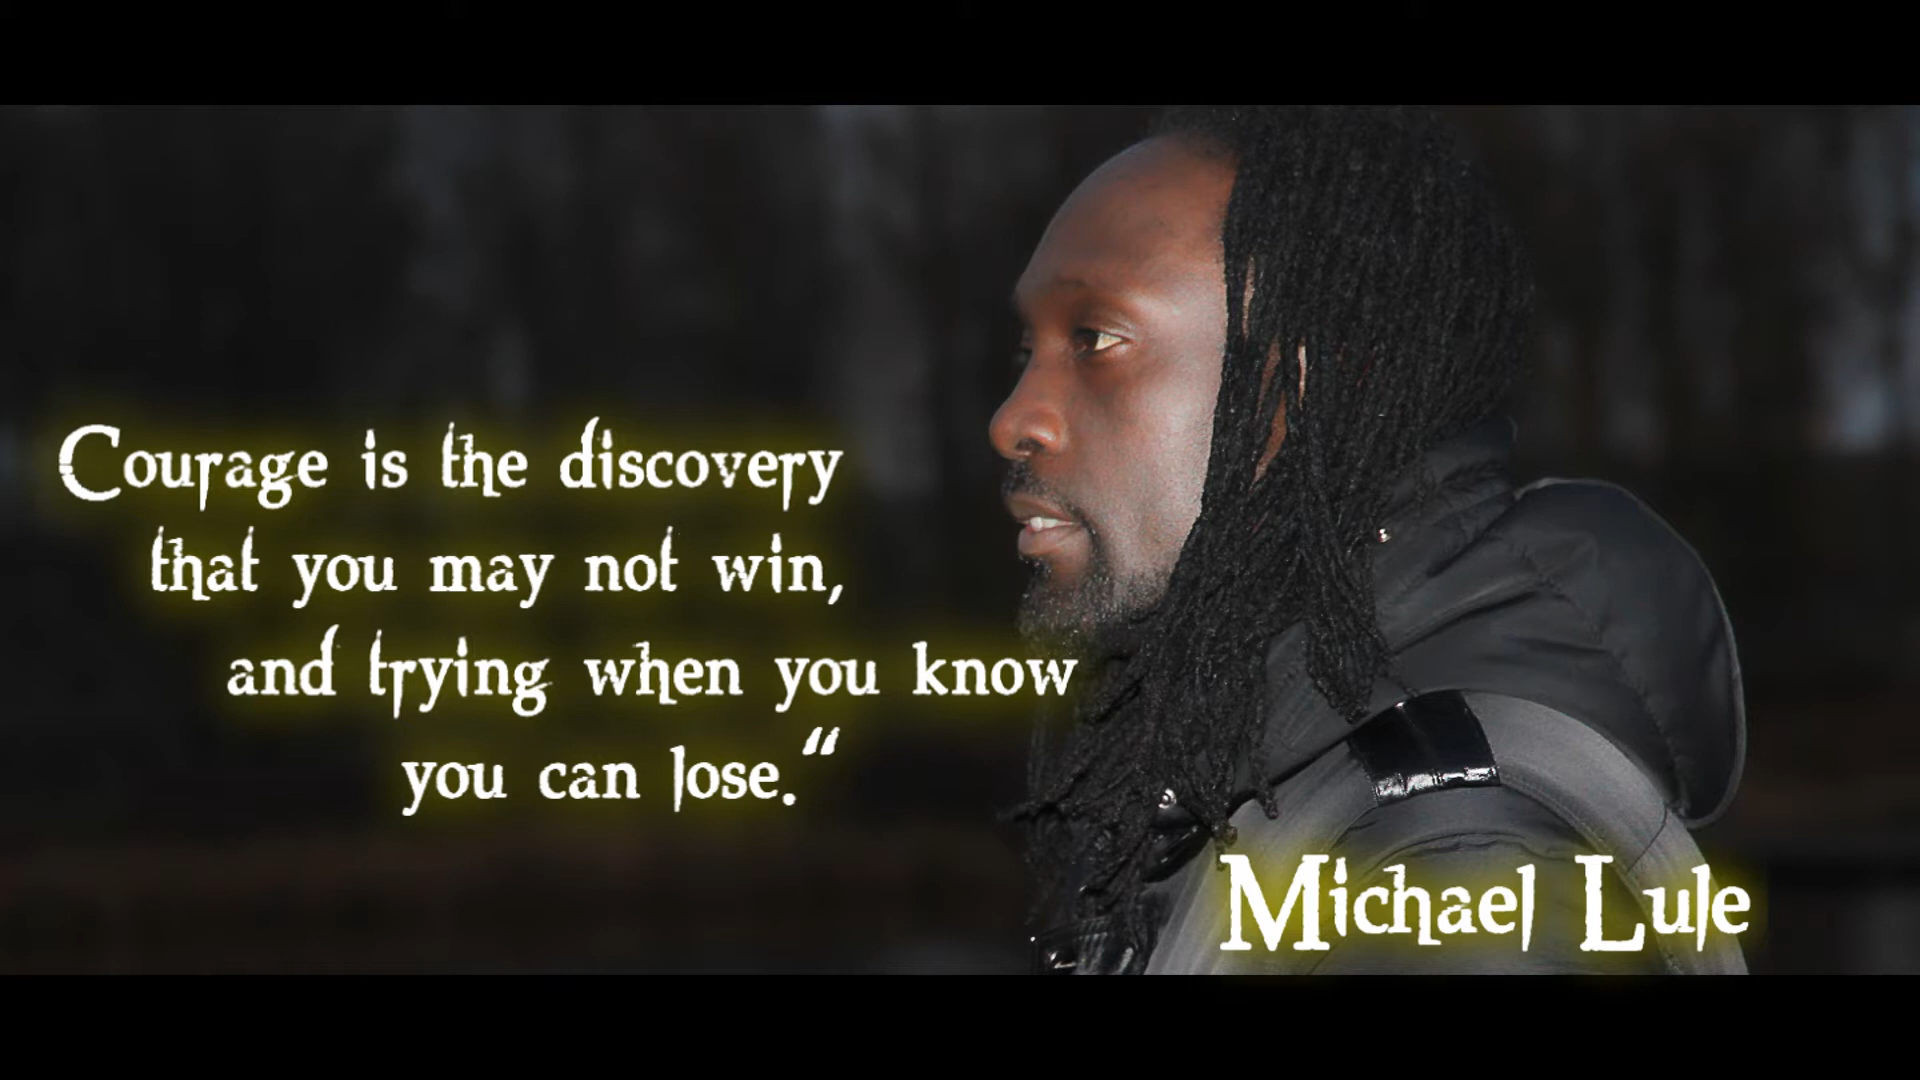 Courage is the discovery
that you may not win,
and trying when you know
you can lose.“
Michael Lule